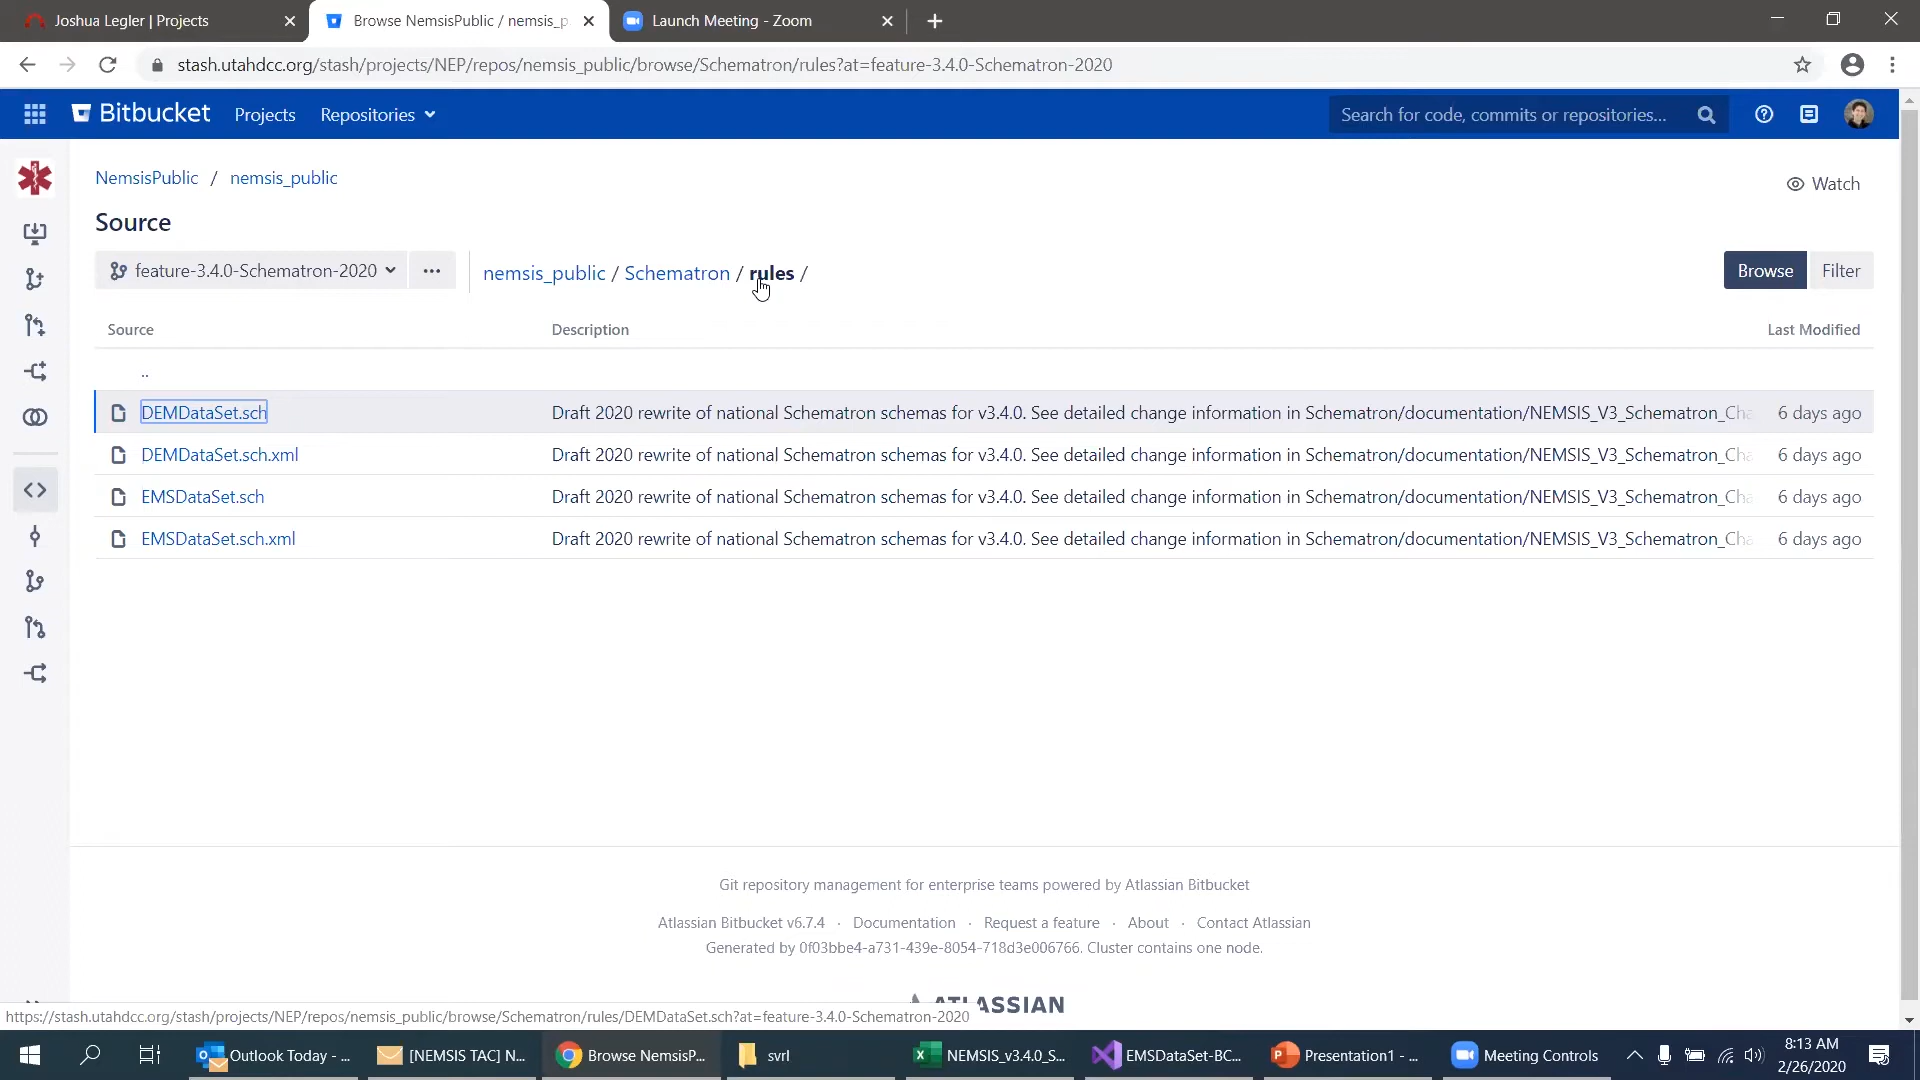 Joshua Legler | Projects
Browse NemsisPublic / nemsis_p
Launch Meeting - Zoom
stash.utahdcc.org/stash/projects/NEP/repos/nemsis_public/browse/Schematron/rules?at=feature-3.4.0-Schematron-2020
Bitbucket Projects Repositories Search for code, commits or repositories...
NemsisPublic / nemsis_public
Watch
Source
feature-3.4.0-Schematron-2020 ... nemsis_public / Schematron / rules / Browse Filter
Source Description Last Modified
..
DEMDataSet.sch Draft 2020 rewrite of national Schematron schemas for v3.4.0. See detailed change information in Schematron/documentation/NEMSIS_V3_Schematron_Cha 6 days ago
DEMDataSet.sch.xml Draft 2020 rewrite of national Schematron schemas for v3.4.0. See detailed change information in Schematron/documentation/NEMSIS_V3_Schematron_Cha 6 days ago
EMSDataSet.sch Draft 2020 rewrite of national Schematron schemas for v3.4.0. See detailed change information in Schematron/documentation/NEMSIS_V3_Schematron_Cha 6 days ago
EMSDataSet.sch.xml Draft 2020 rewrite of national Schematron schemas for v3.4.0. See detailed change information in Schematron/documentation/NEMSIS_V3_Schematron_Cha 6 days ago
Git repository management for enterprise teams powered by Atlassian Bitbucket
Atlassian Bitbucket v6.7.4 · Documentation · Request a feature · About · Contact Atlassian
Generated by 0f03bbe4-a731-439e-8054-718d3e006766. Cluster contains one node.
ATLASSIAN
https://stash.utahdcc.org/stash/projects/NEP/repos/nemsis_public/browse/Schematron/rules/DEMDataSet.sch?at=feature-3.4.0-Schematron-2020
Outlook Today - ... [NEMSIS TAC] N... Browse NemsisP... svrl NEMSIS_v3.4.0_S... EMSDataSet-BC... Presentation1 - ... Meeting Controls
8:13 AM
2/26/2020